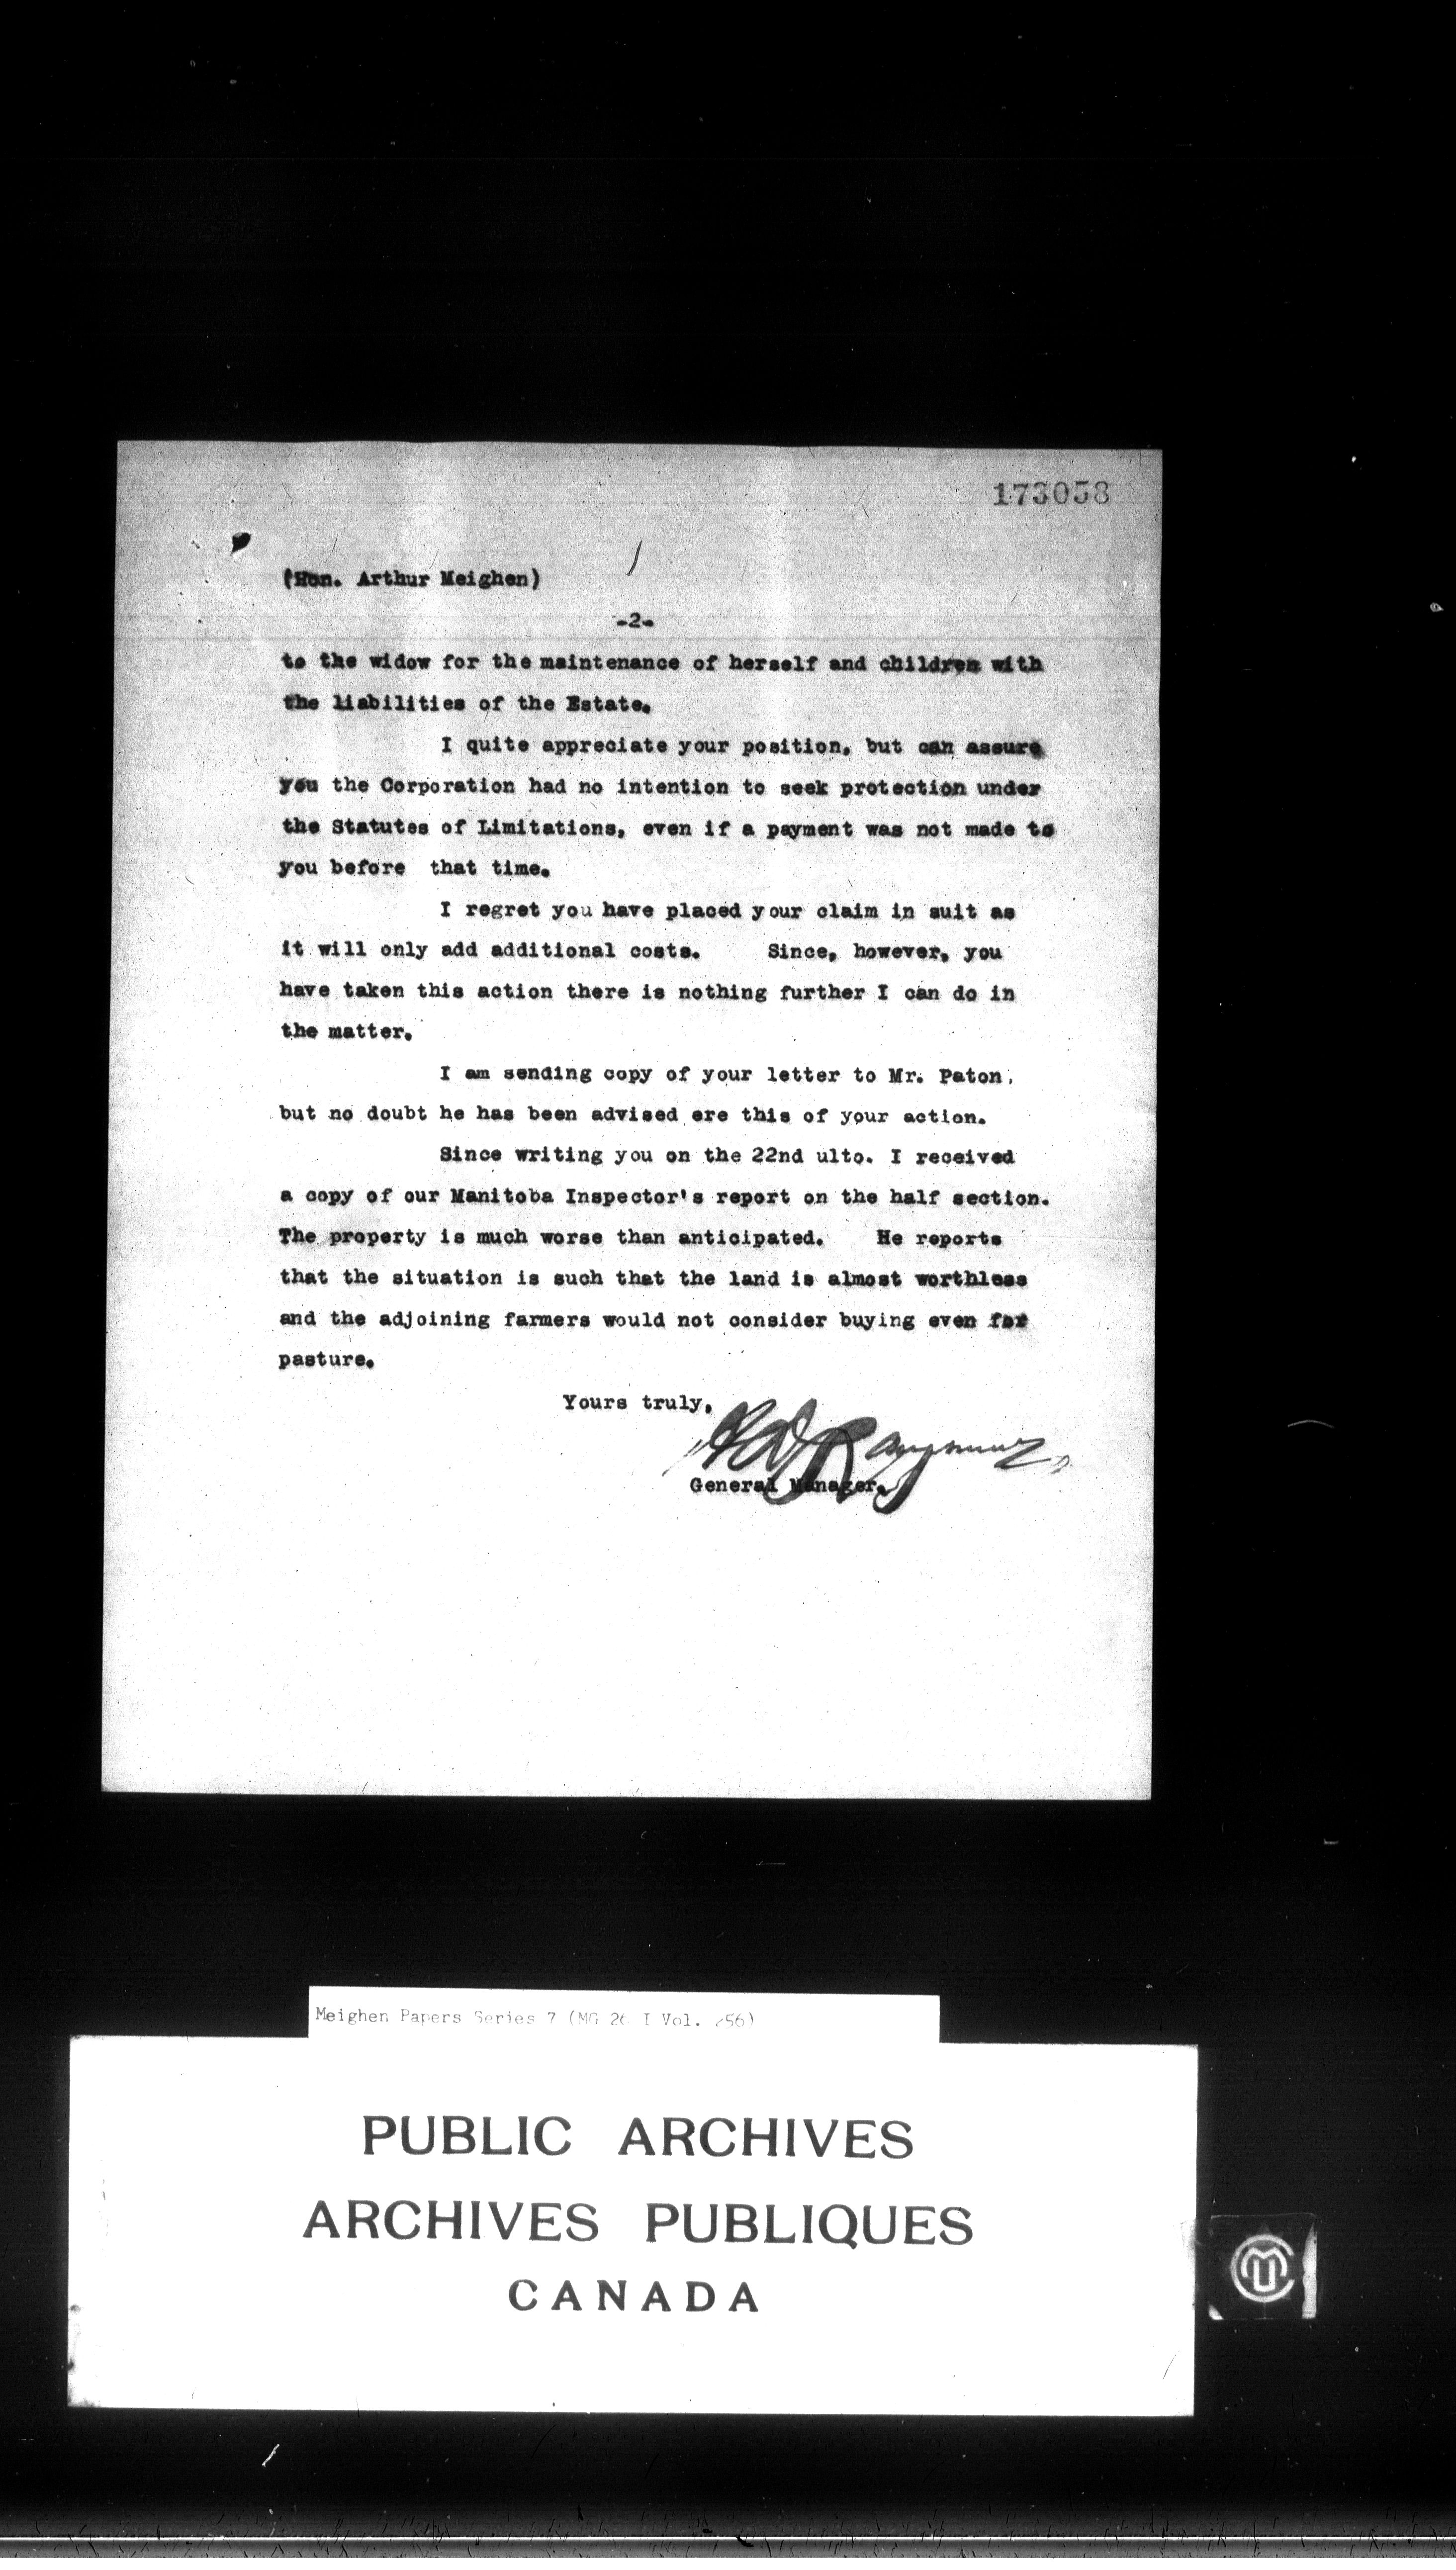 173058
(Hon. Arthur Meighen)
-2-
to the widow for the maintenance of herself and children with
the liabilities of the Estate.
I quite appreciate your position, but can assure
you the Corporation had no intention to seek protection under
the Statutes of Limitations, even if a payment was not made to
you before that time.
I regret you have placed your claim in suit as
it will only add additional costs. Since, however, you
have taken this action there is nothing further I can do in
the matter.
I am sending copy of your letter to Mr. Paton,
but no doubt he has been advised ere this of your action.
Since writing you on the 22nd ulto. I received
a copy of our Manitoba Inspector's report on the half section.
The property is much worse than anticipated. He reports
that the situation is such that the land is almost worthless
and the adjoining farmers would not consider buying even for
pasture.
Yours truly,
General Manager.
Meighen Papers Series 7 (MG 26 I Vol. 256)
PUBLIC ARCHIVES
ARCHIVES PUBLIQUES
CANADA